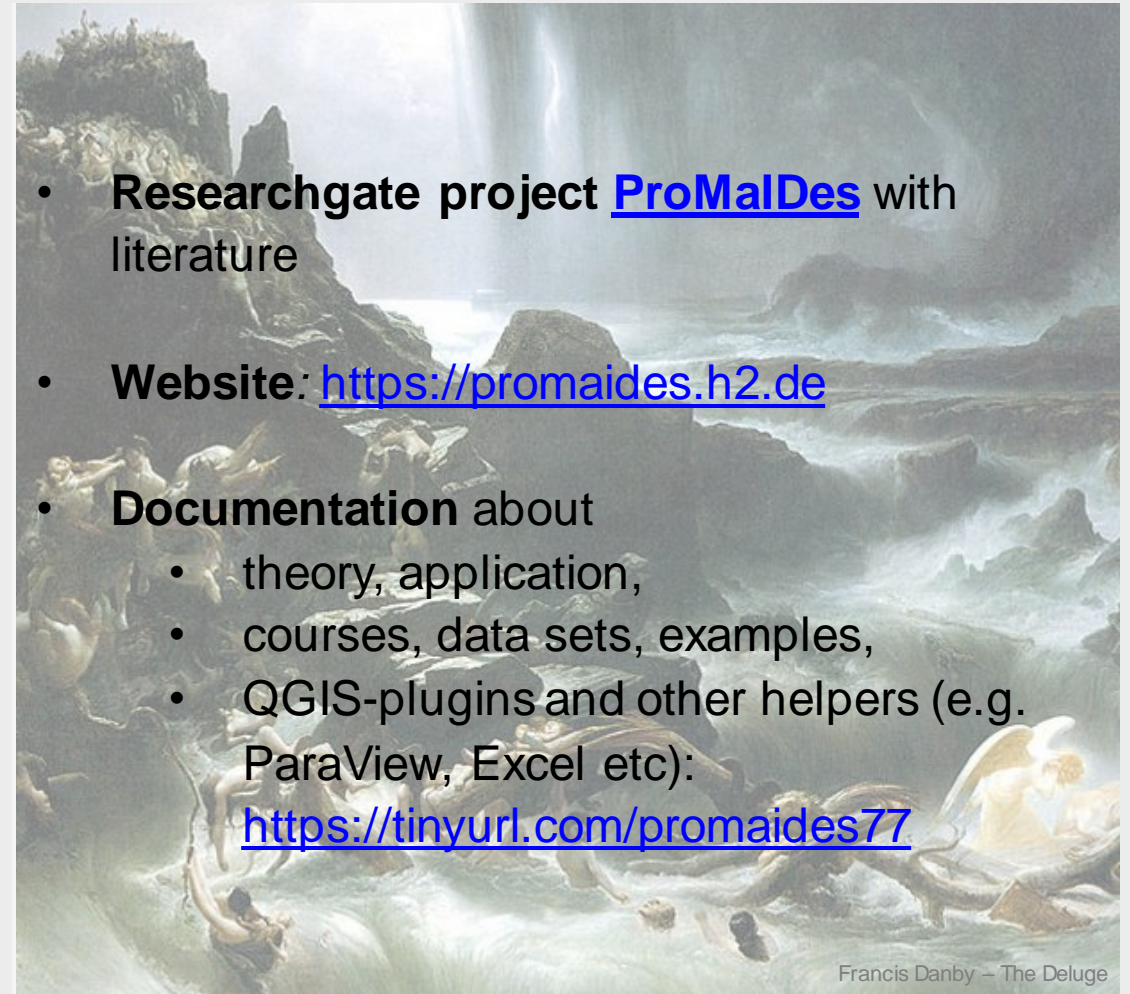 • Researchgate project ProMaIDes with
literature
• Website: https://promaides.h2.de
• Documentation about
• theory, application,
• courses, data sets, examples,
• QGIS-plugins and other helpers (e.g.
ParaView, Excel etc):
https://tinyurl.com/promaides77
Francis Danby – The Deluge